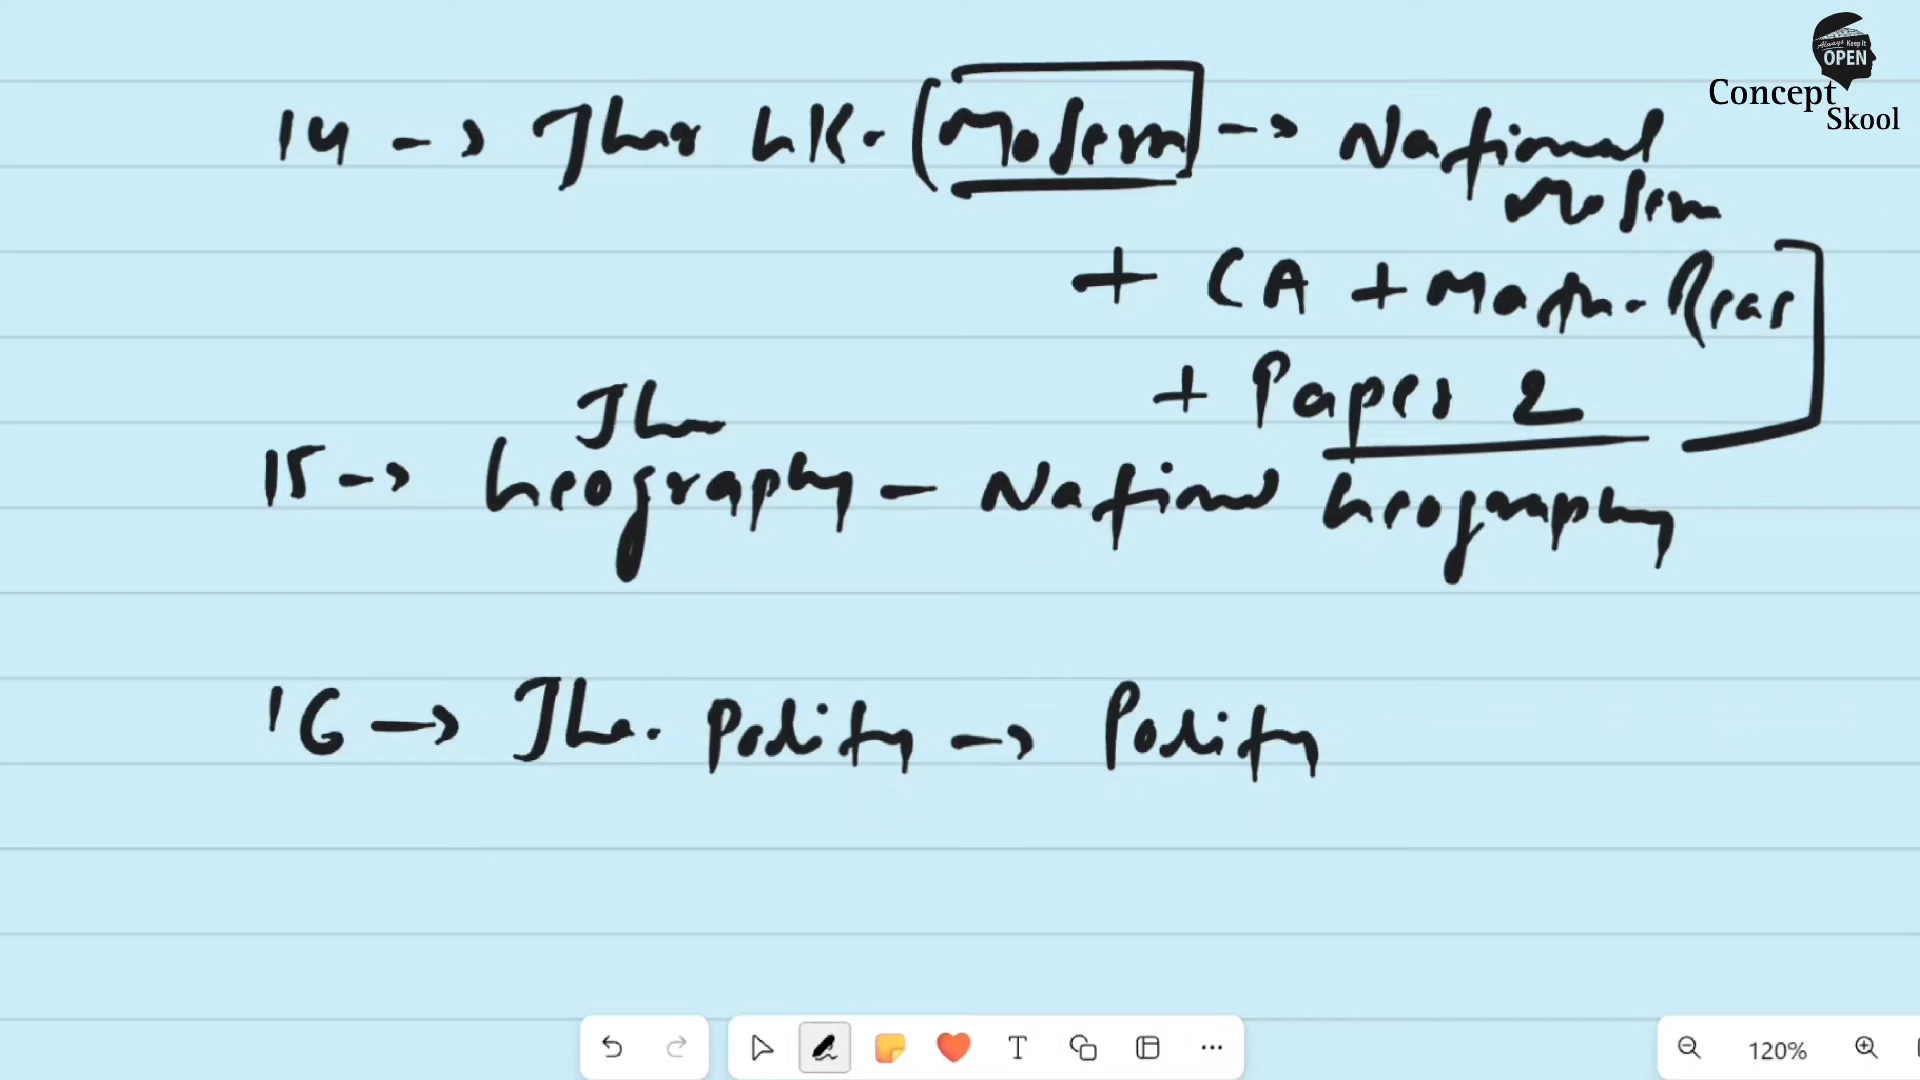 14 -> Jhar GK. (Modern) -> National
Modern
+ CA + Math. Reas
+ Paper 2
Jha
15 -> Geography - National Geography
16 -> Jha. Polity -> Polity
Always Keep It
OPEN
Concept
Skool
120%